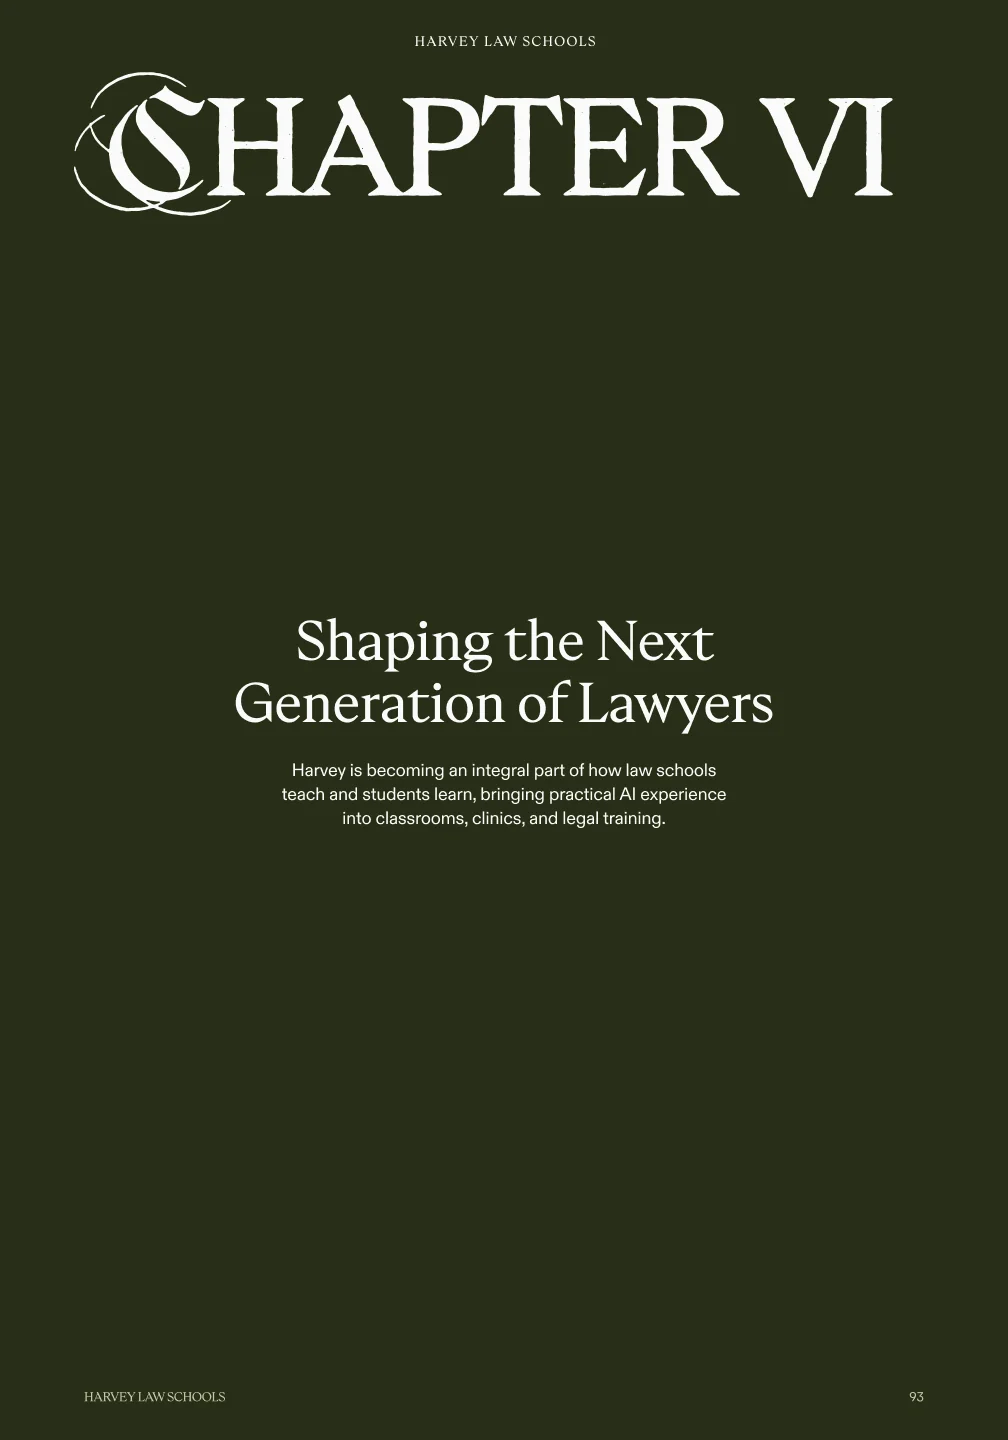 HARVEY LAW SCHOOLS
CHAPTER VI
Shaping the Next
Generation of Lawyers
Harvey is becoming an integral part of how law schools
teach and students learn, bringing practical AI experience
into classrooms, clinics, and legal training.
HARVEY LAW SCHOOLS
93